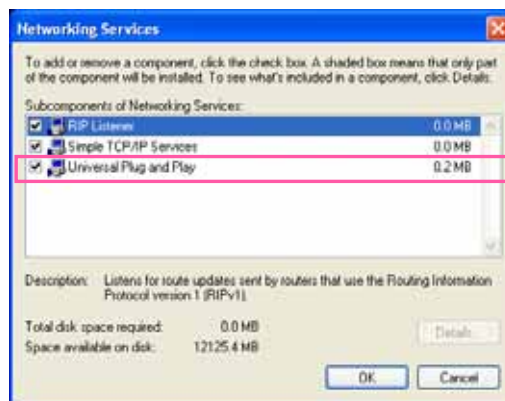 Networking Services
To add or remove a component, click the check box. A shaded box means that only part
of the component will be installed. To see what's included in a component, click Details.
Subcomponents of Networking Services:
RIP Listener 0.0 MB
Simple TCP/IP Services 0.0 MB
Universal Plug and Play 0.2 MB
Description: Listens for route updates sent by routers that use the Routing Information
Protocol version 1 (RIPv1).
Total disk space required: 0.0 MB
Details...
Space available on disk: 12125.4 MB
OK Cancel